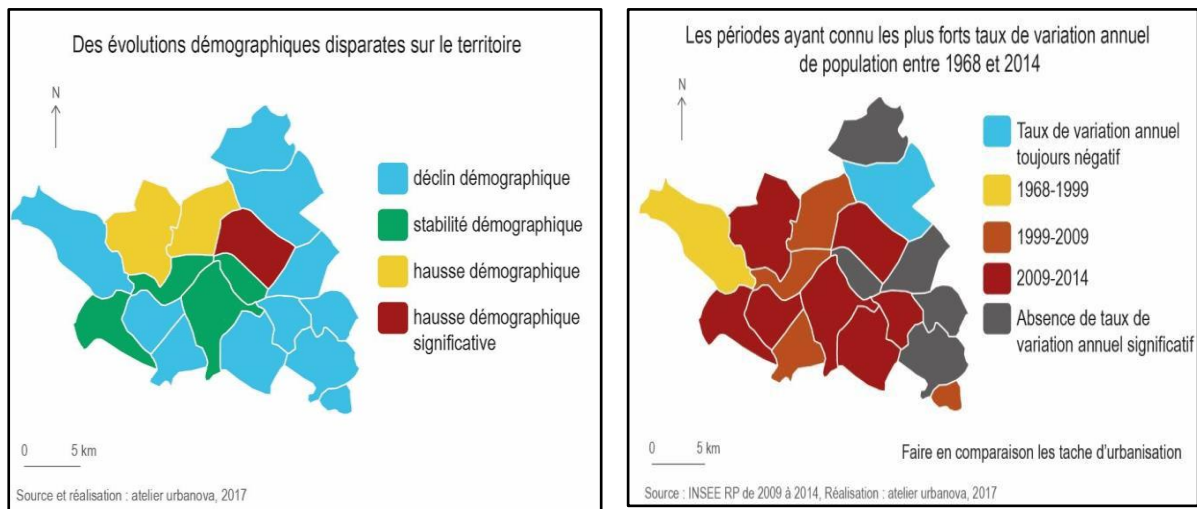 Des évolutions démographiques disparates sur le territoire
N
déclin démographique
stabilité démographique
hausse démographique
hausse démographique
significative
0 5 km
Source et réalisation : atelier urbanova, 2017
Les périodes ayant connu les plus forts taux de variation annuel
de population entre 1968 et 2014
N
Taux de variation annuel
toujours négatif
1968-1999
1999-2009
2009-2014
Absence de taux de
variation annuel significatif
0 5 km
Faire en comparaison les tache d'urbanisation
Source : INSEE RP de 2009 à 2014, Réalisation : atelier urbanova, 2017